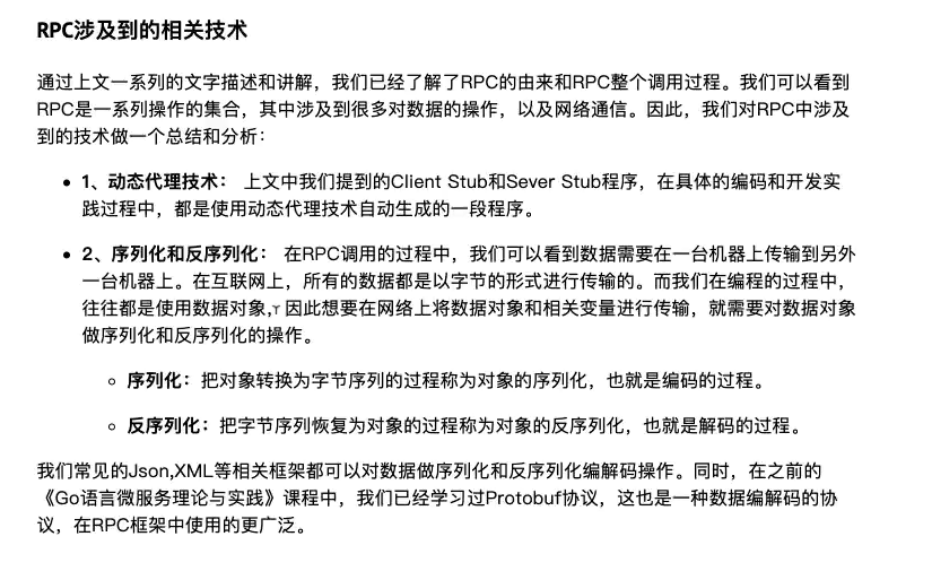 RPC涉及到的相关技术
通过上文一系列的文字描述和讲解，我们已经了解了RPC的由来和RPC整个调用过程。我们可以看到
RPC是一系列操作的集合，其中涉及到很多对数据的操作，以及网络通信。因此，我们对RPC中涉及
到的技术做一个总结和分析：
• 1、动态代理技术： 上文中我们提到的Client Stub和Sever Stub程序，在具体的编码和开发实
践过程中，都是使用动态代理技术自动生成的一段程序。
• 2、序列化和反序列化： 在RPC调用的过程中，我们可以看到数据需要在一台机器上传输到另外
一台机器上。在互联网上，所有的数据都是以字节的形式进行传输的。而我们在编程的过程中，
往往都是使用数据对象，因此想要在网络上将数据对象和相关变量进行传输，就需要对数据对象
做序列化和反序列化的操作。
◦ 序列化：把对象转换为字节序列的过程称为对象的序列化，也就是编码的过程。
◦ 反序列化：把字节序列恢复为对象的过程称为对象的反序列化，也就是解码的过程。
我们常见的Json,XML等相关框架都可以对数据做序列化和反序列化编解码操作。同时，在之前的
《Go语言微服务理论与实践》课程中，我们已经学习过Protobuf协议，这也是一种数据编解码的协
议，在RPC框架中使用的更广泛。